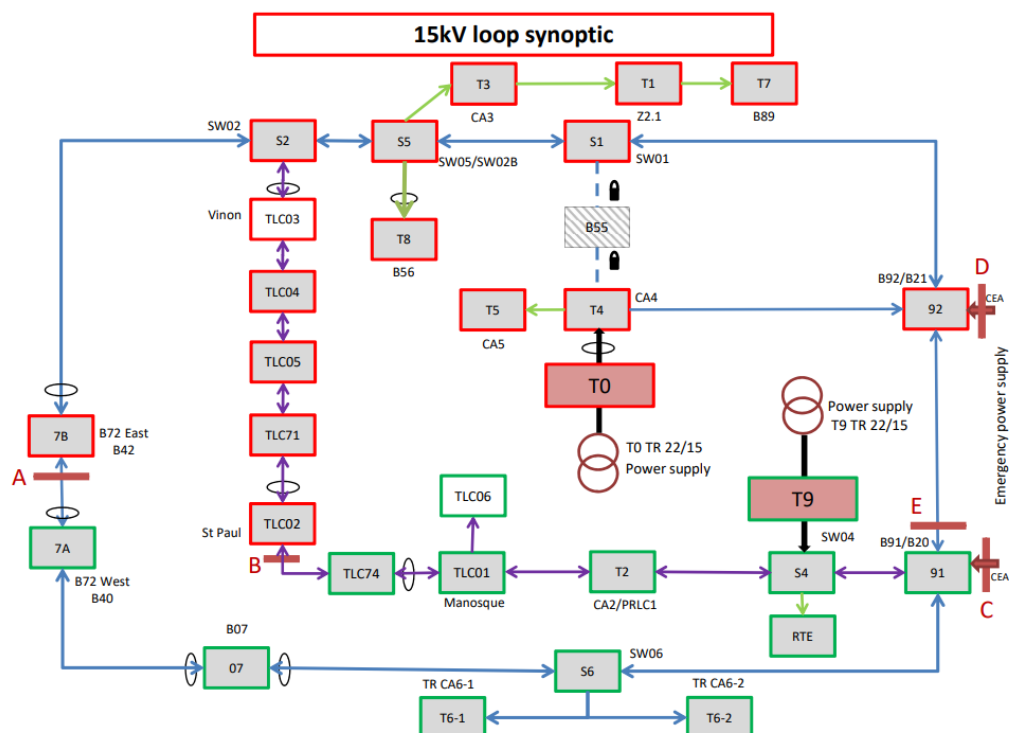 15kV loop synoptic
T3
T1
T7
CA3
Z2.1
B89
SW02
S2
S5
S1
SW05/SW02B
SW01
Vinon
TLC03
B55
T8
B56
TLC04
CA4
B92/B21
D
T5
T4
92
CEA
CA5
TLC05
T0
Power supply
T9 TR 22/15
Emergency power supply
7B
B72 East
B42
TLC71
T0 TR 22/15
Power supply
A
TLC06
T9
E
St Paul
TLC02
SW04
B91/B20
7A
B
TLC74
TLC01
T2
S4
91
CEA
B72 West
B40
Manosque
CA2/PRLC1
C
RTE
B07
07
S6
SW06
TR CA6-1
TR CA6-2
T6-1
T6-2